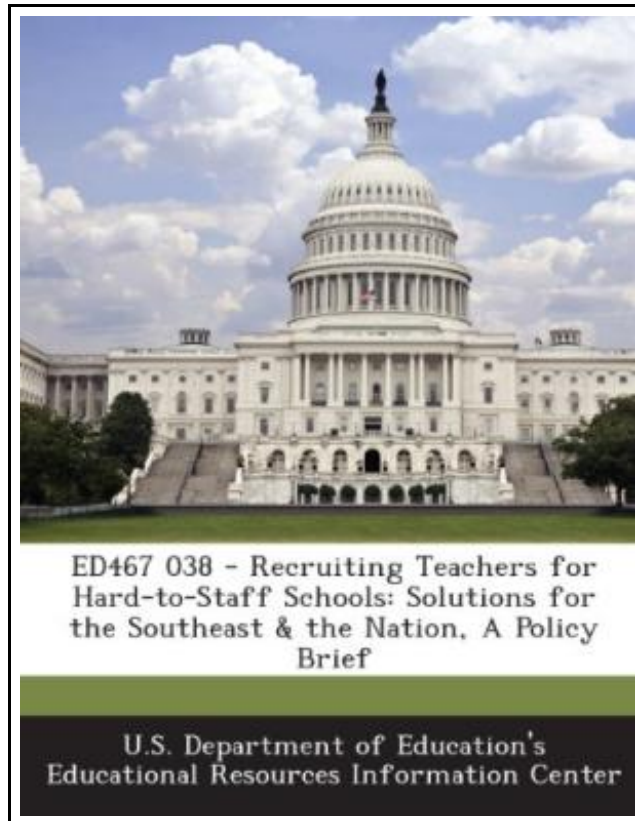 ED467 038 - Recruiting Teachers for
Hard-to-Staff Schools: Solutions for
the Southeast & the Nation, A Policy
Brief
U.S. Department of Education's
Educational Resources Information Center